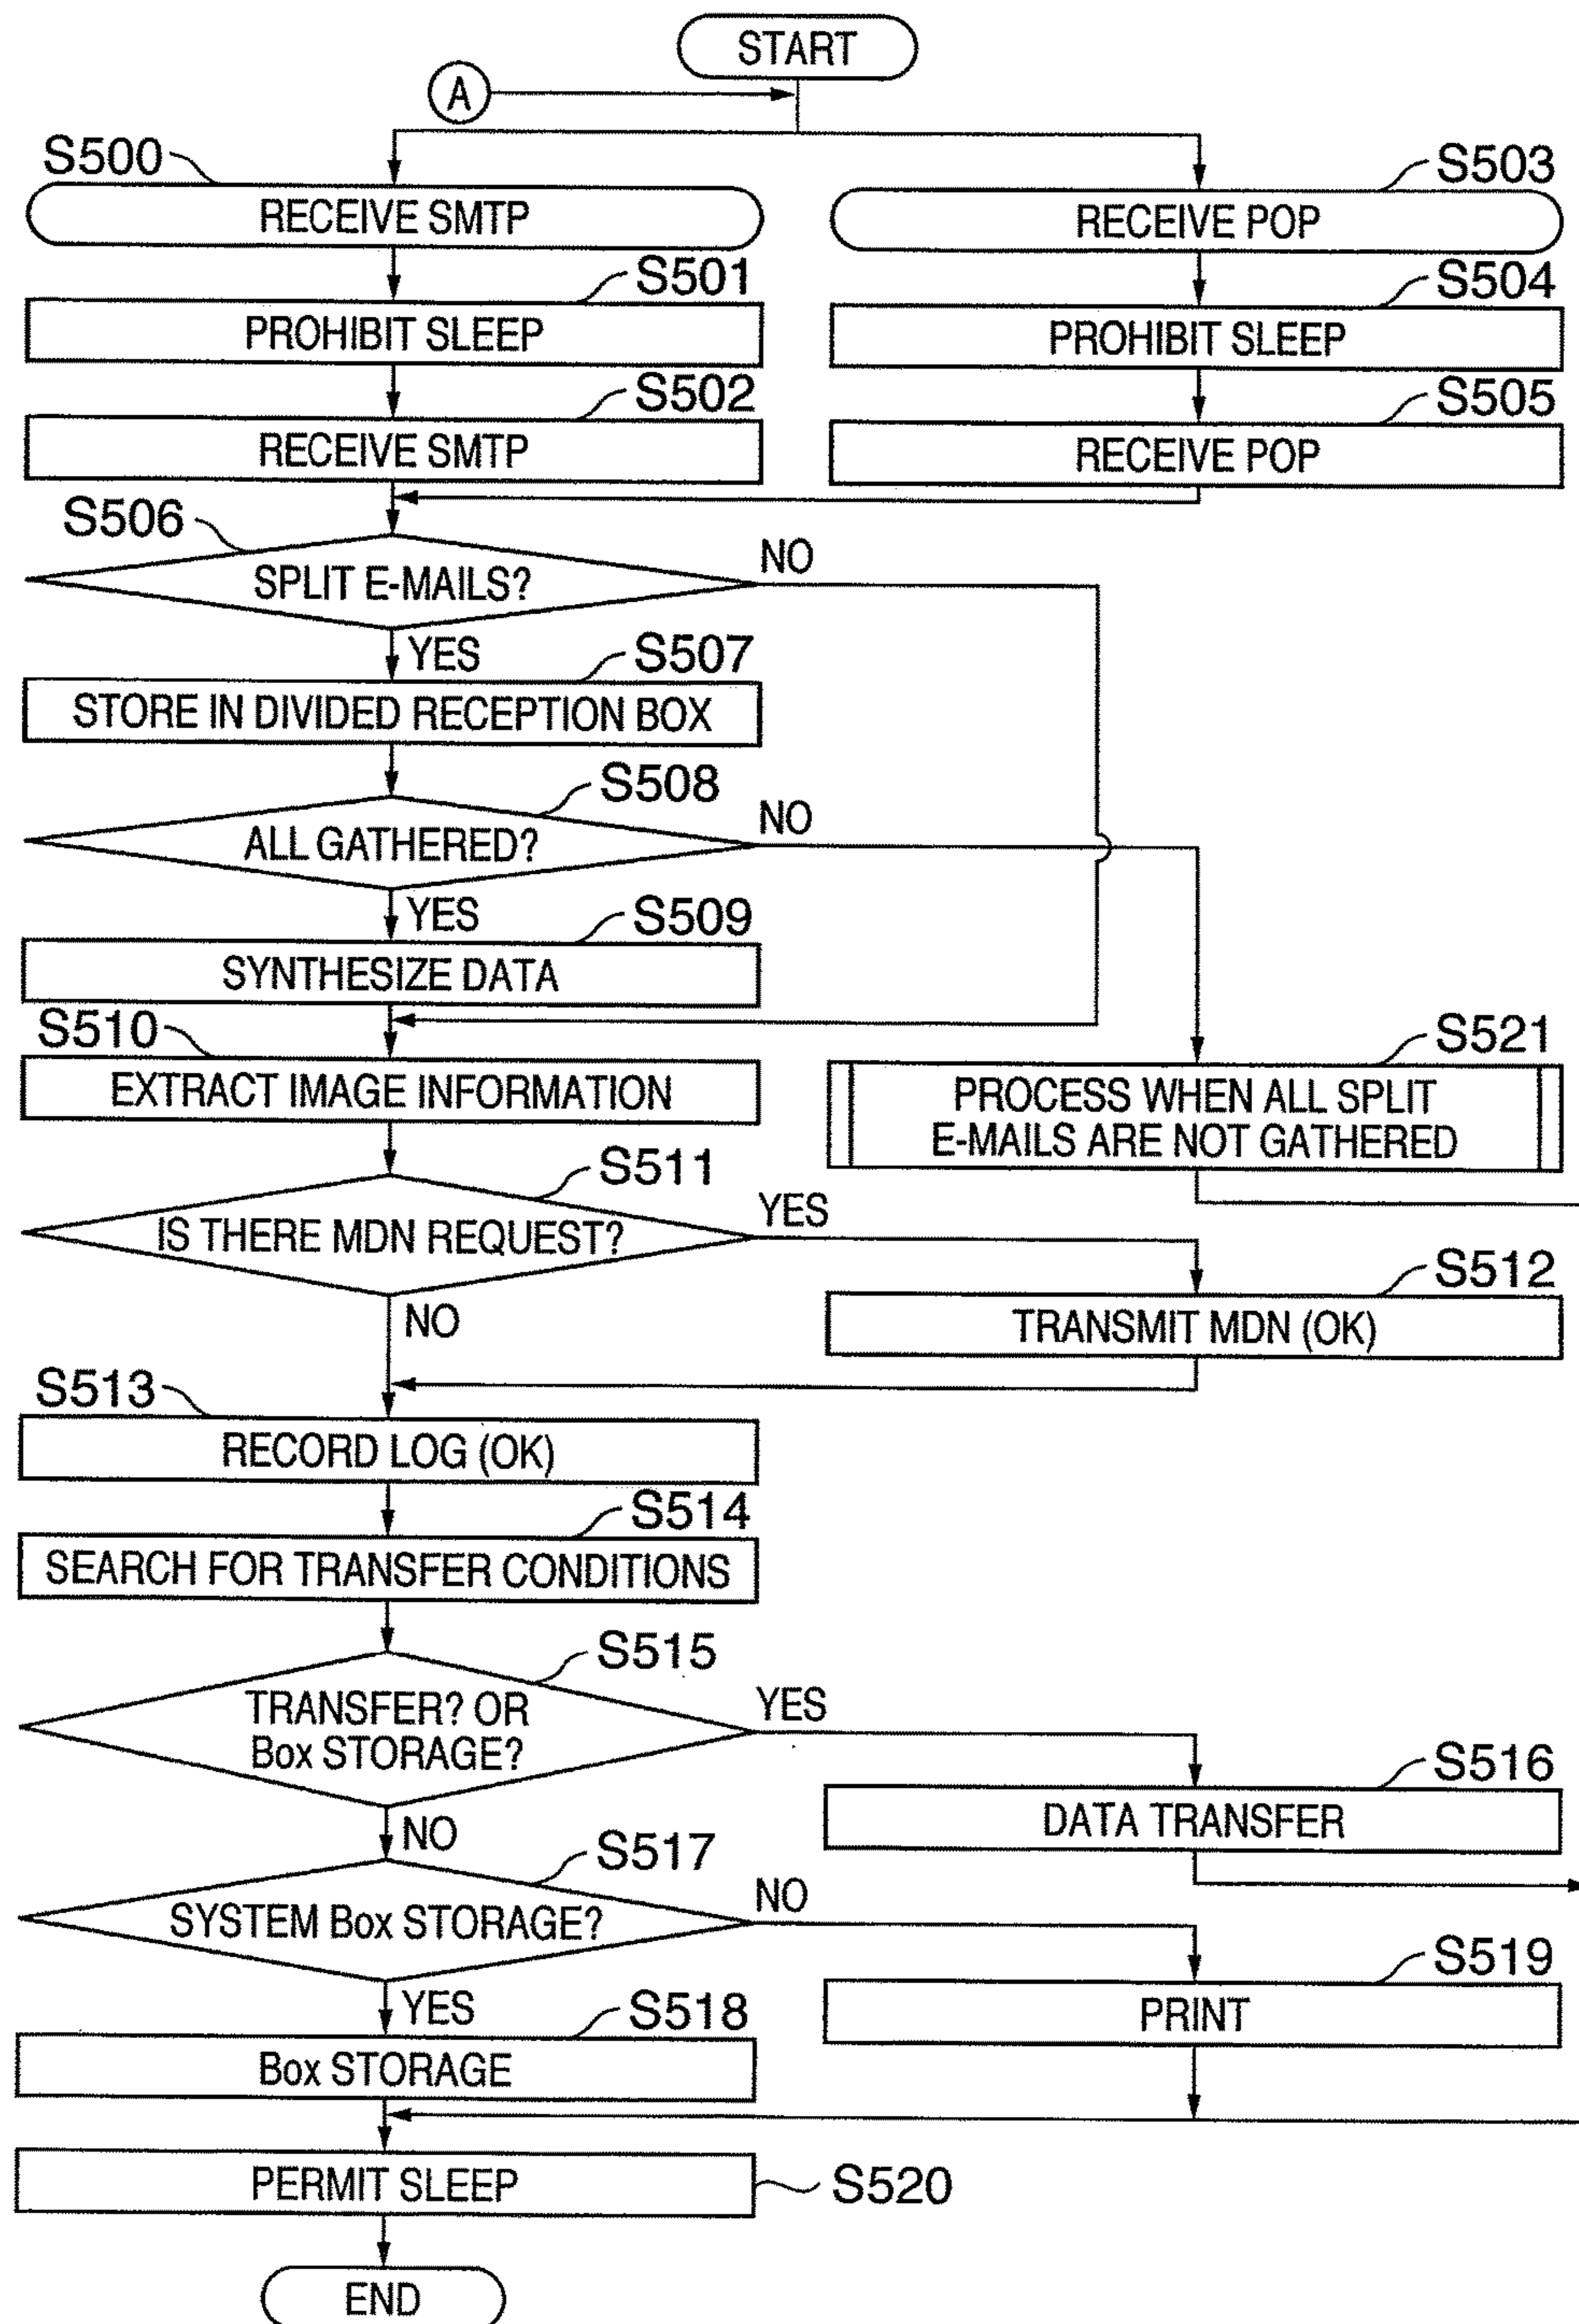 START
A
S500
RECEIVE SMTP
S503
RECEIVE POP
S501
PROHIBIT SLEEP
S504
PROHIBIT SLEEP
S502
RECEIVE SMTP
S505
RECEIVE POP
S506
SPLIT E-MAILS?
NO
YES
S507
STORE IN DIVIDED RECEPTION BOX
S508
ALL GATHERED?
NO
YES
S509
SYNTHESIZE DATA
S510
EXTRACT IMAGE INFORMATION
S521
PROCESS WHEN ALL SPLIT
E-MAILS ARE NOT GATHERED
S511
IS THERE MDN REQUEST?
YES
NO
S512
TRANSMIT MDN (OK)
S513
RECORD LOG (OK)
S514
SEARCH FOR TRANSFER CONDITIONS
S515
TRANSFER? OR
Box STORAGE?
YES
NO
S516
DATA TRANSFER
S517
SYSTEM Box STORAGE?
NO
YES
S519
PRINT
S518
Box STORAGE
PERMIT SLEEP
S520
END